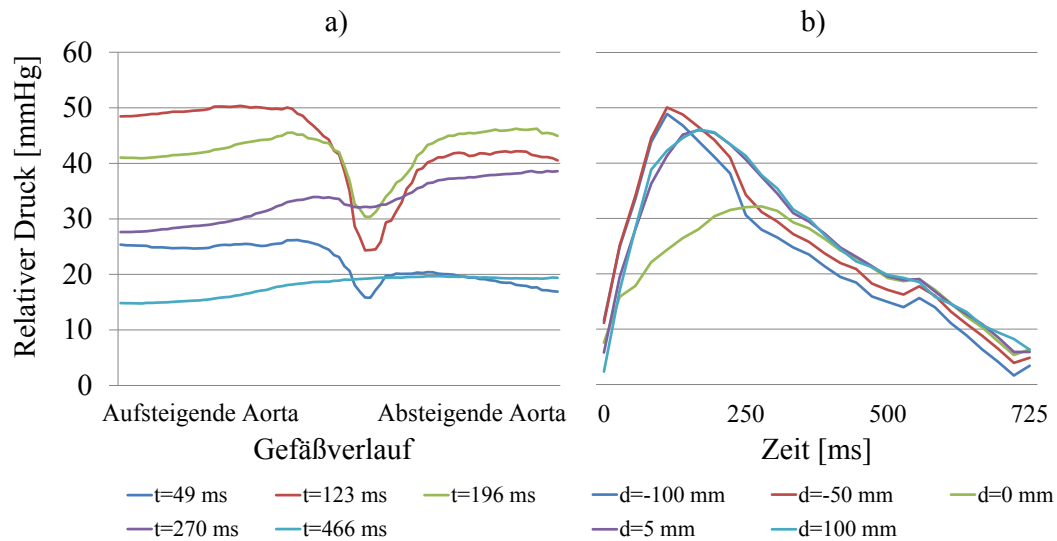 a)
b)
Relativer Druck [mmHg]
60
50
40
30
20
10
0
Aufsteigende Aorta
Absteigende Aorta
Gefäßverlauf
0
250
500
725
Zeit [ms]
t=49 ms
t=123 ms
t=196 ms
t=270 ms
t=466 ms
d=-100 mm
d=-50 mm
d=0 mm
d=5 mm
d=100 mm